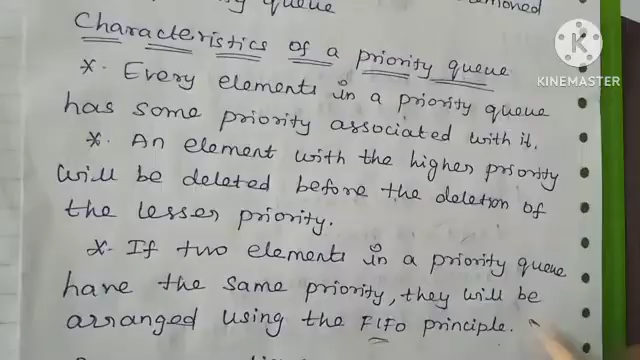 queue
Characteristics of a priority queue
*. Every elements in a priority queue
has some priority associated with it.
*. An element with the higher priority
will be deleted before the deletion of
the lesser priority.
*. If two elements in a priority queue
have the same priority, they will be
arranged using the FIFO principle.
KINEMASTER